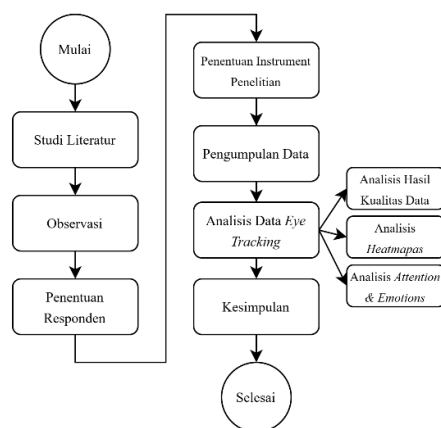 Mulai
Studi Literatur
Observasi
Penentuan
Responden
Penentuan Instrument
Penelitian
Pengumpulan Data
Analisis Data Eye
Tracking
Kesimpulan
Selesai
Analisis Hasil
Kualitas Data
Analisis
Heatmapas
Analisis Attention
& Emotions